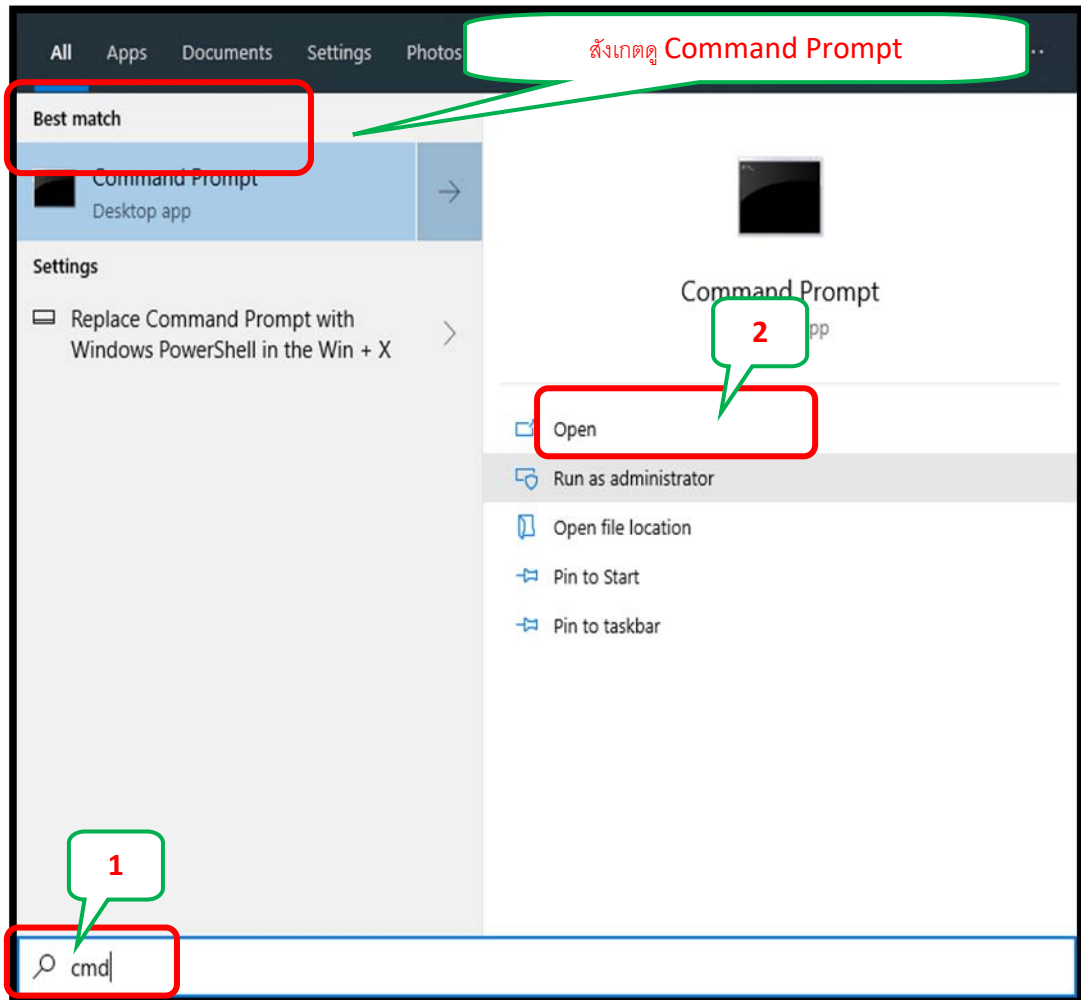 All Apps Documents Settings Photos
สังเกตดู Command Prompt
Best match
Command Prompt
Desktop app
Settings
Replace Command Prompt with
Windows PowerShell in the Win + X
Command Prompt
2
pp
Open
Run as administrator
Open file location
Pin to Start
Pin to taskbar
1
cmd